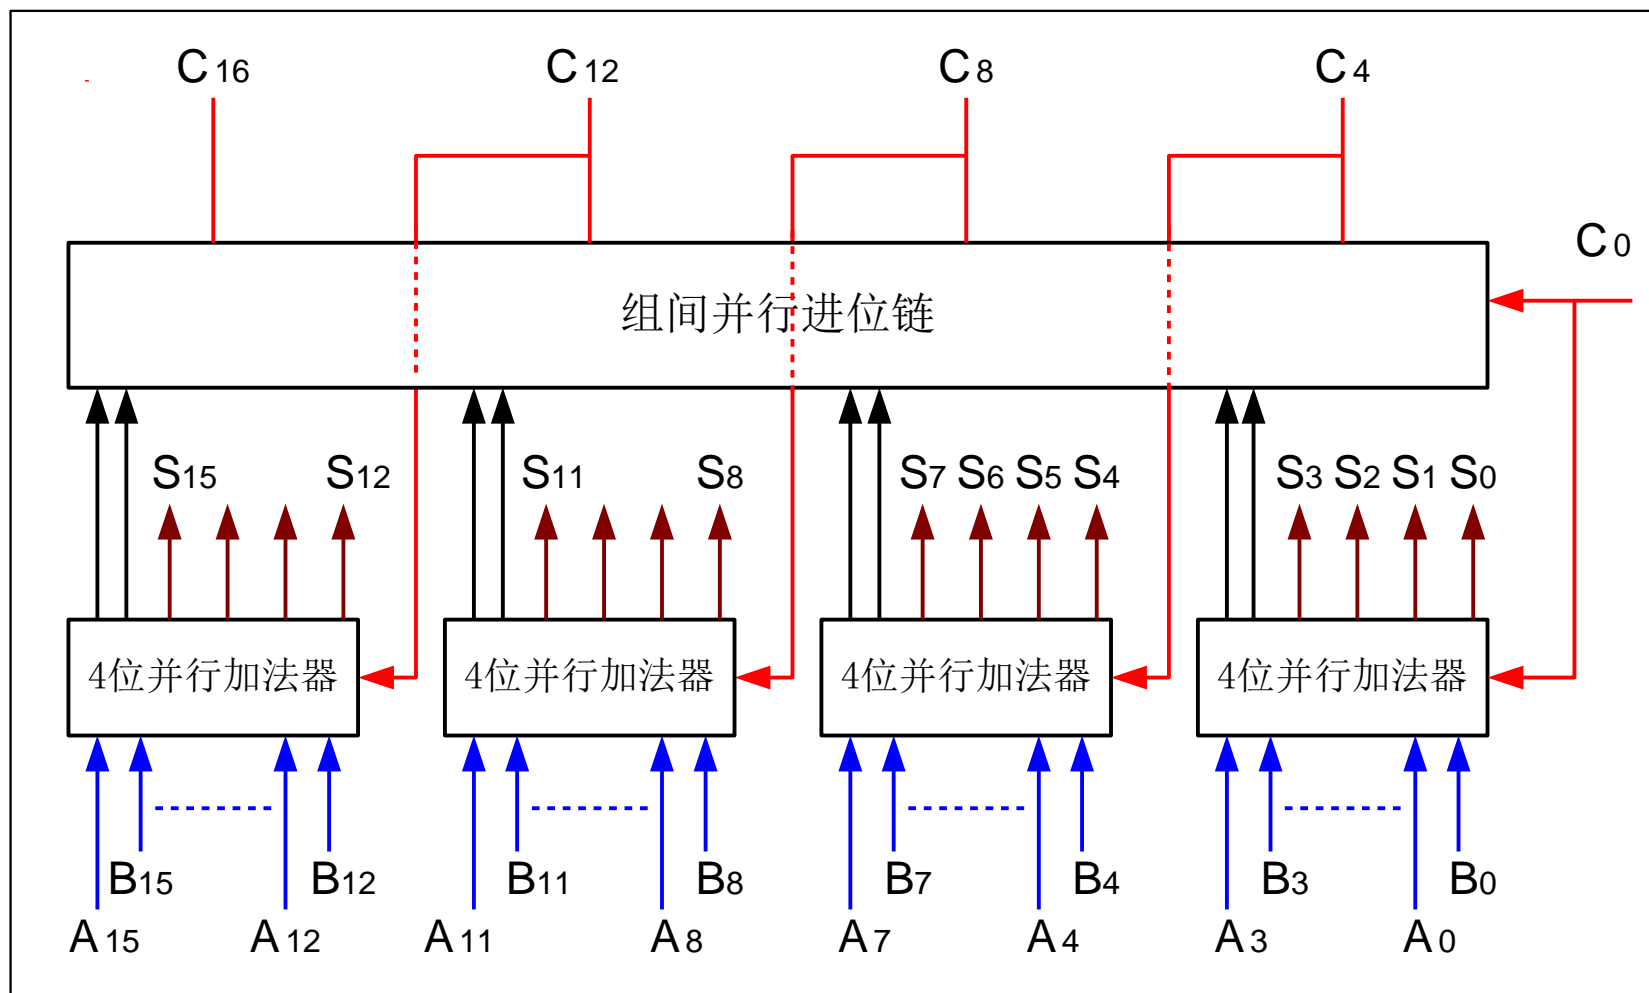 C16 C12 C8 C4
C0
组间并行进位链
S15 S12 S11 S8 S7 S6 S5 S4 S3 S2 S1 S0
4位并行加法器 4位并行加法器 4位并行加法器 4位并行加法器
B15 B12 B11 B8 B7 B4 B3 B0
A15 A12 A11 A8 A7 A4 A3 A0